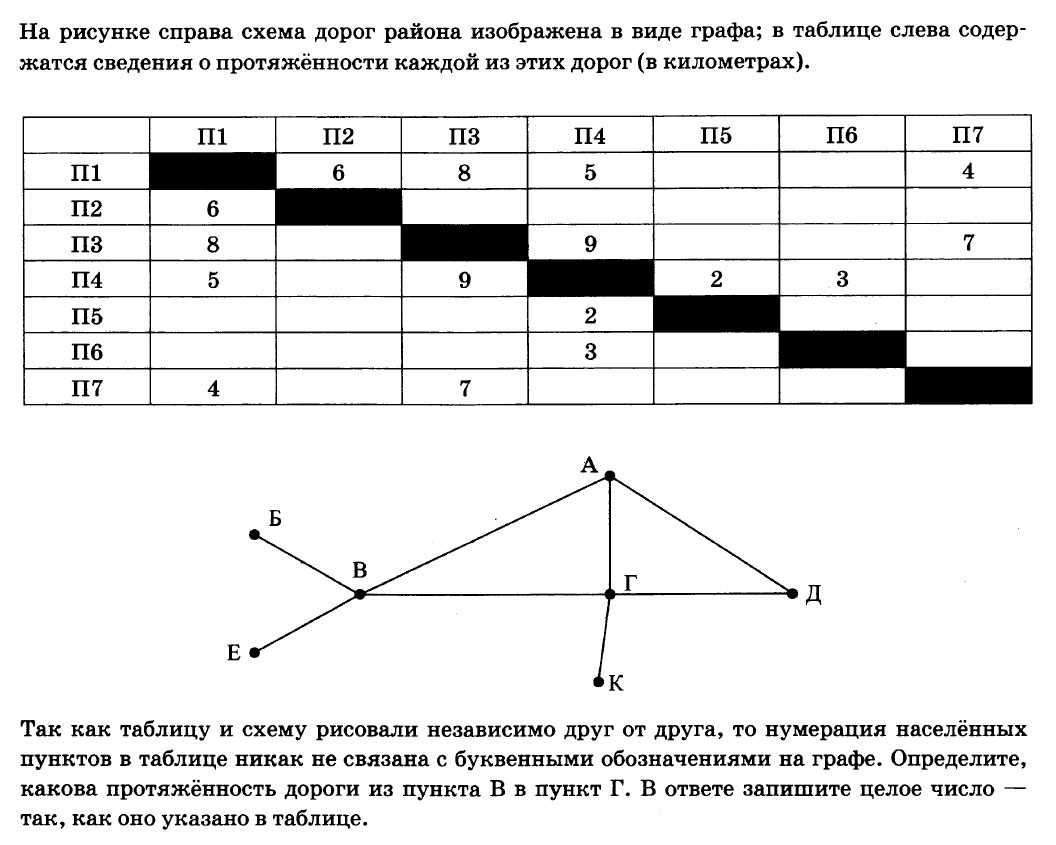 На рисунке справа схема дорог района изображена в виде графа; в таблице слева содер-
жатся сведения о протяжённости каждой из этих дорог (в километрах).
П1 П2 П3 П4 П5 П6 П7
П1 6 8 5 4
П2 6
П3 8 9 7
П4 5 9 2 3
П5 2
П6 3
П7 4 7
А
Б
В
Г
Д
Е
К
Так как таблицу и схему рисовали независимо друг от друга, то нумерация населённых
пунктов в таблице никак не связана с буквенными обозначениями на графе. Определите,
какова протяжённость дороги из пункта В в пункт Г. В ответе запишите целое число —
так, как оно указано в таблице.